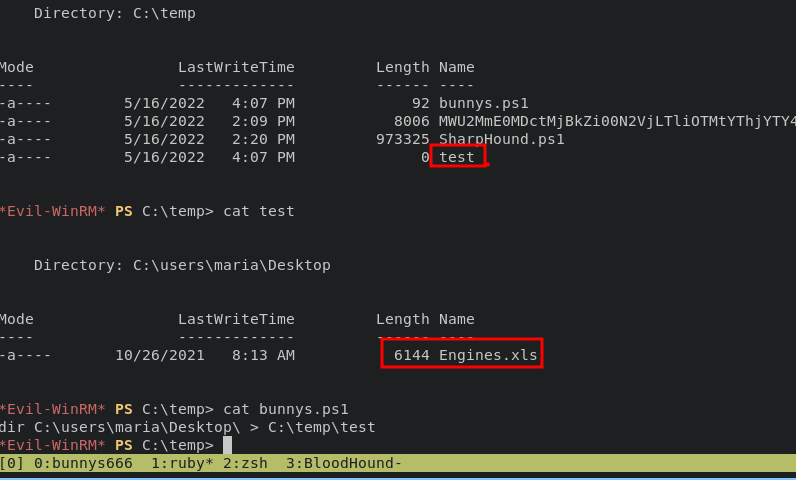 Directory: C:\temp
Mode LastWriteTime Length Name
---- ------------- ------ ----
-a---- 5/16/2022 4:07 PM 92 bunnys.ps1
-a---- 5/16/2022 2:09 PM 8006 MWU2MmE0MDctMjBkZi00N2VjLTliOTMtYThjYTY4
-a---- 5/16/2022 2:20 PM 973325 SharpHound.ps1
-a---- 5/16/2022 4:07 PM 0 test
*Evil-WinRM* PS C:\temp> cat test
Directory: C:\users\maria\Desktop
Mode LastWriteTime Length Name
---- ------------- ------ ----
-a---- 10/26/2021 8:13 AM 6144 Engines.xls
*Evil-WinRM* PS C:\temp> cat bunnys.ps1
dir C:\users\maria\Desktop\ > C:\temp\test
*Evil-WinRM* PS C:\temp>
[0] 0:bunnys666 1:ruby* 2:zsh 3:BloodHound-